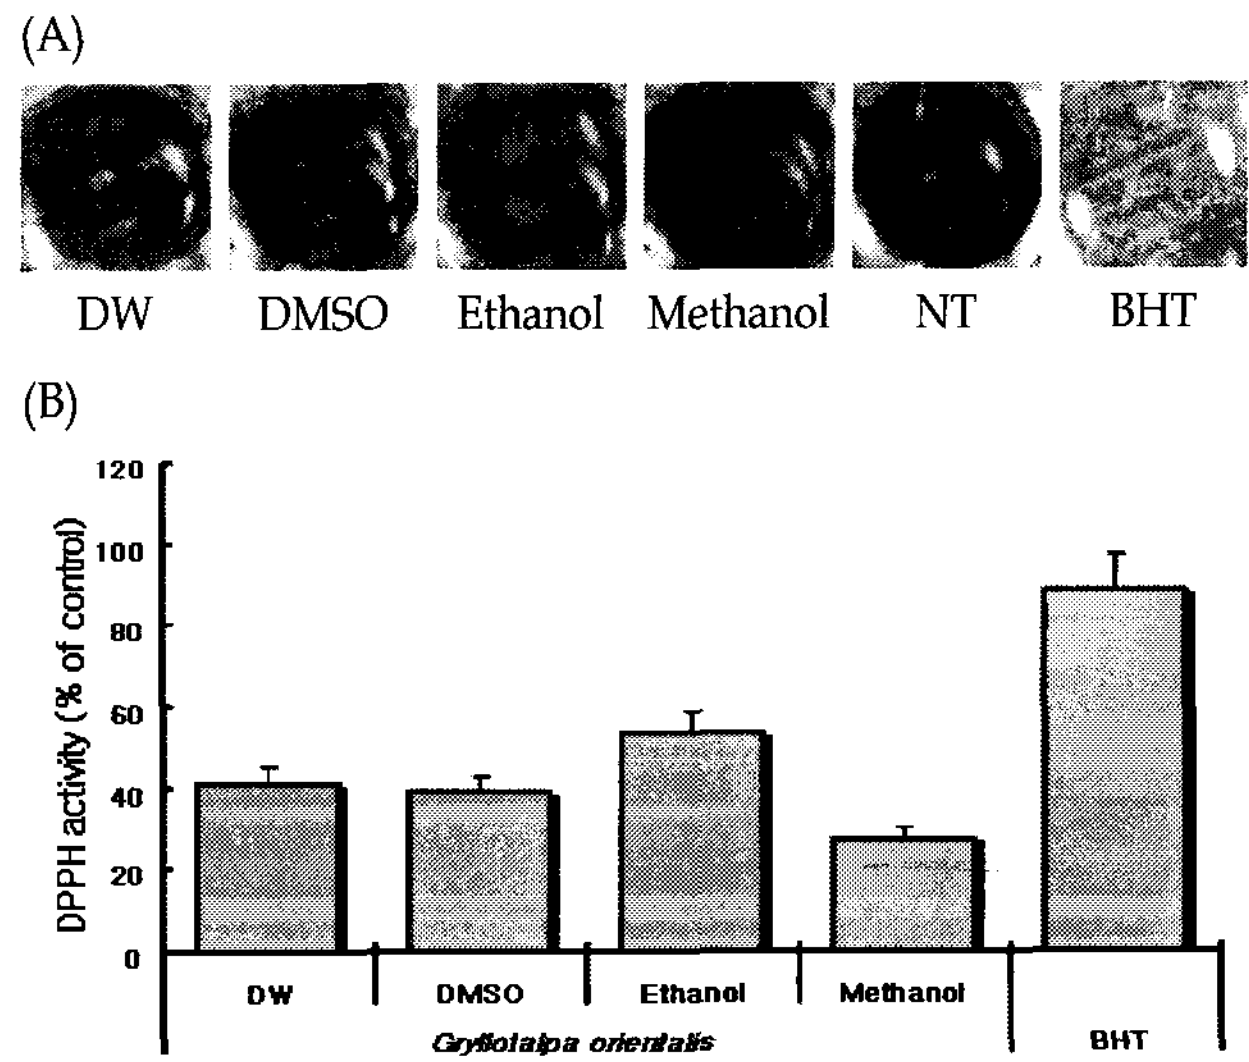 (A)
DW DMSO Ethanol Methanol NT BHT
(B)
DPPH activity (% of control)
120
100
80
60
40
20
0
DW DMSO Ethanol Methanol
orientalis BHT